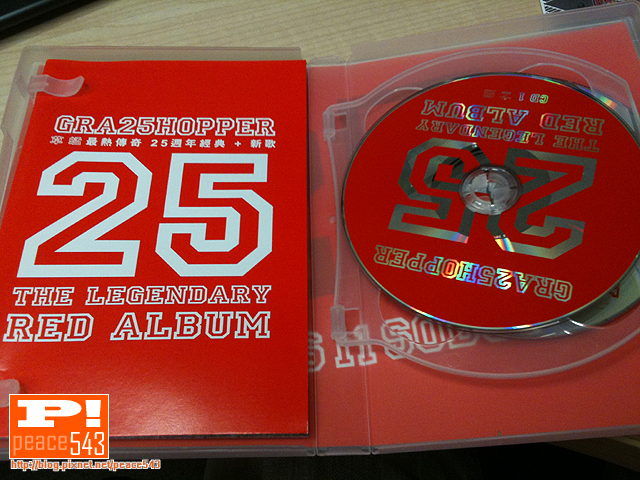 GRA25HOPPER
草蜢 最熱傳奇 25週年經典 + 新歌
25
THE LEGENDARY
RED ALBUM
CD 1
RED ALBUM
THE LEGENDARY
25
GRA25HOPPER
P!
peace543
http://blog.pixnet.net/peace543